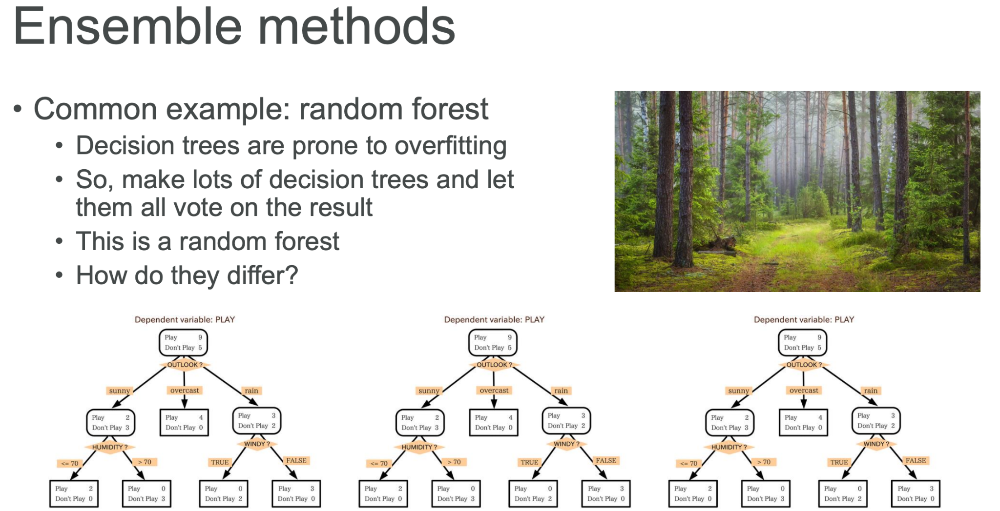 Ensemble methods
• Common example: random forest
• Decision trees are prone to overfitting
• So, make lots of decision trees and let
them all vote on the result
• This is a random forest
• How do they differ?
Dependent variable: PLAY
Play 9
Don't Play 5
OUTLOOK ?
sunny
overcast
rain
Play 2
Don't Play 3
Play 4
Don't Play 0
Play 3
Don't Play 2
HUMIDITY ?
WINDY ?
<= 70
> 70
TRUE
FALSE
Play 2
Don't Play 0
Play 0
Don't Play 3
Play 0
Don't Play 2
Play 3
Don't Play 0
Dependent variable: PLAY
Play 9
Don't Play 5
OUTLOOK ?
sunny
overcast
rain
Play 2
Don't Play 3
Play 4
Don't Play 0
Play 3
Don't Play 2
HUMIDITY ?
WINDY ?
<= 70
> 70
TRUE
FALSE
Play 2
Don't Play 0
Play 0
Don't Play 3
Play 0
Don't Play 2
Play 3
Don't Play 0
Dependent variable: PLAY
Play 9
Don't Play 5
OUTLOOK ?
sunny
overcast
rain
Play 2
Don't Play 3
Play 4
Don't Play 0
Play 3
Don't Play 2
HUMIDITY ?
WINDY ?
<= 70
> 70
TRUE
FALSE
Play 2
Don't Play 0
Play 0
Don't Play 3
Play 0
Don't Play 2
Play 3
Don't Play 0